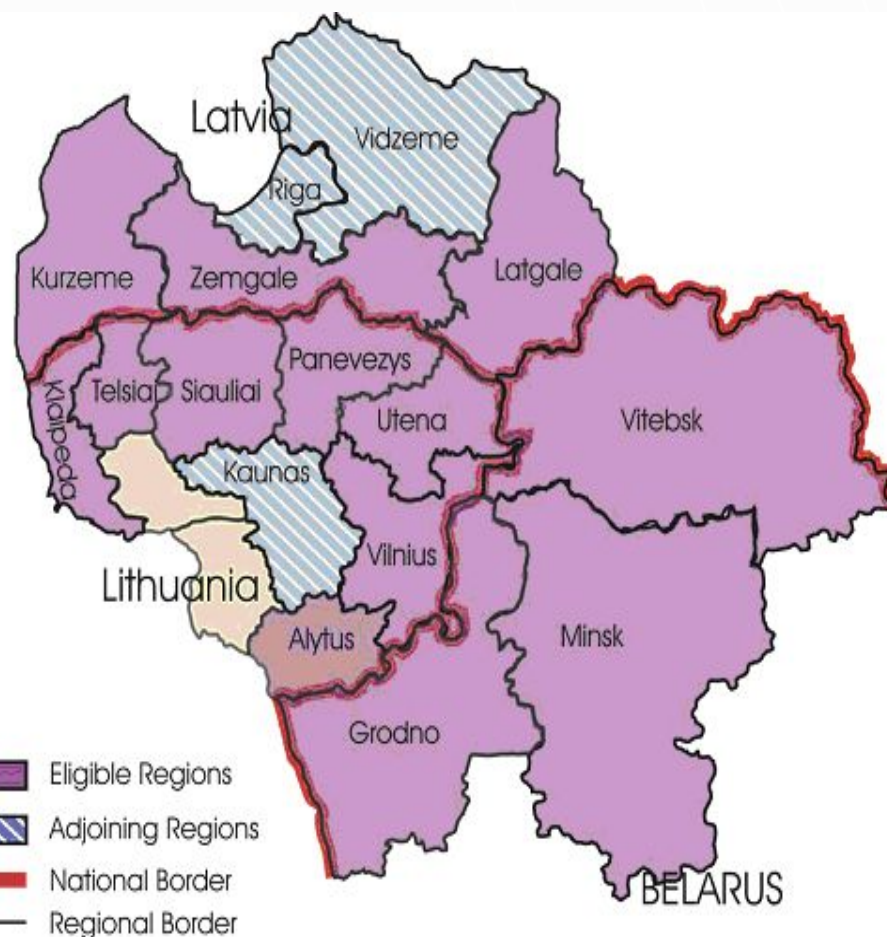 Latvia
Vidzeme
Riga
Kurzeme
Zemgale
Latgale
Panevezys
Telsiai
Siauliai
Klaipeda
Utena
Vitebsk
Kaunas
Vilnius
Lithuania
Alytus
Minsk
Grodno
Eligible Regions
Adjoining Regions
National Border
Regional Border
BELARUS